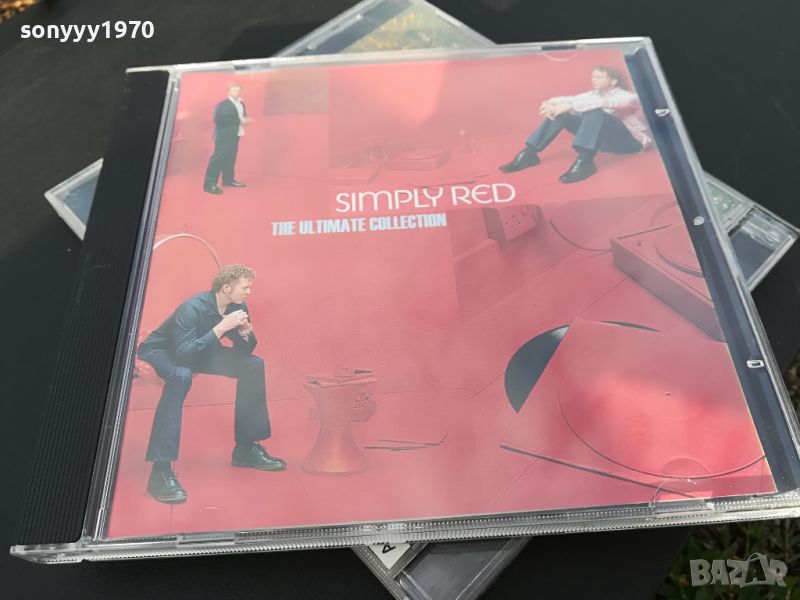 sonyyy1970
SIMPLY RED
THE ULTIMATE COLLECTION
BAZAR